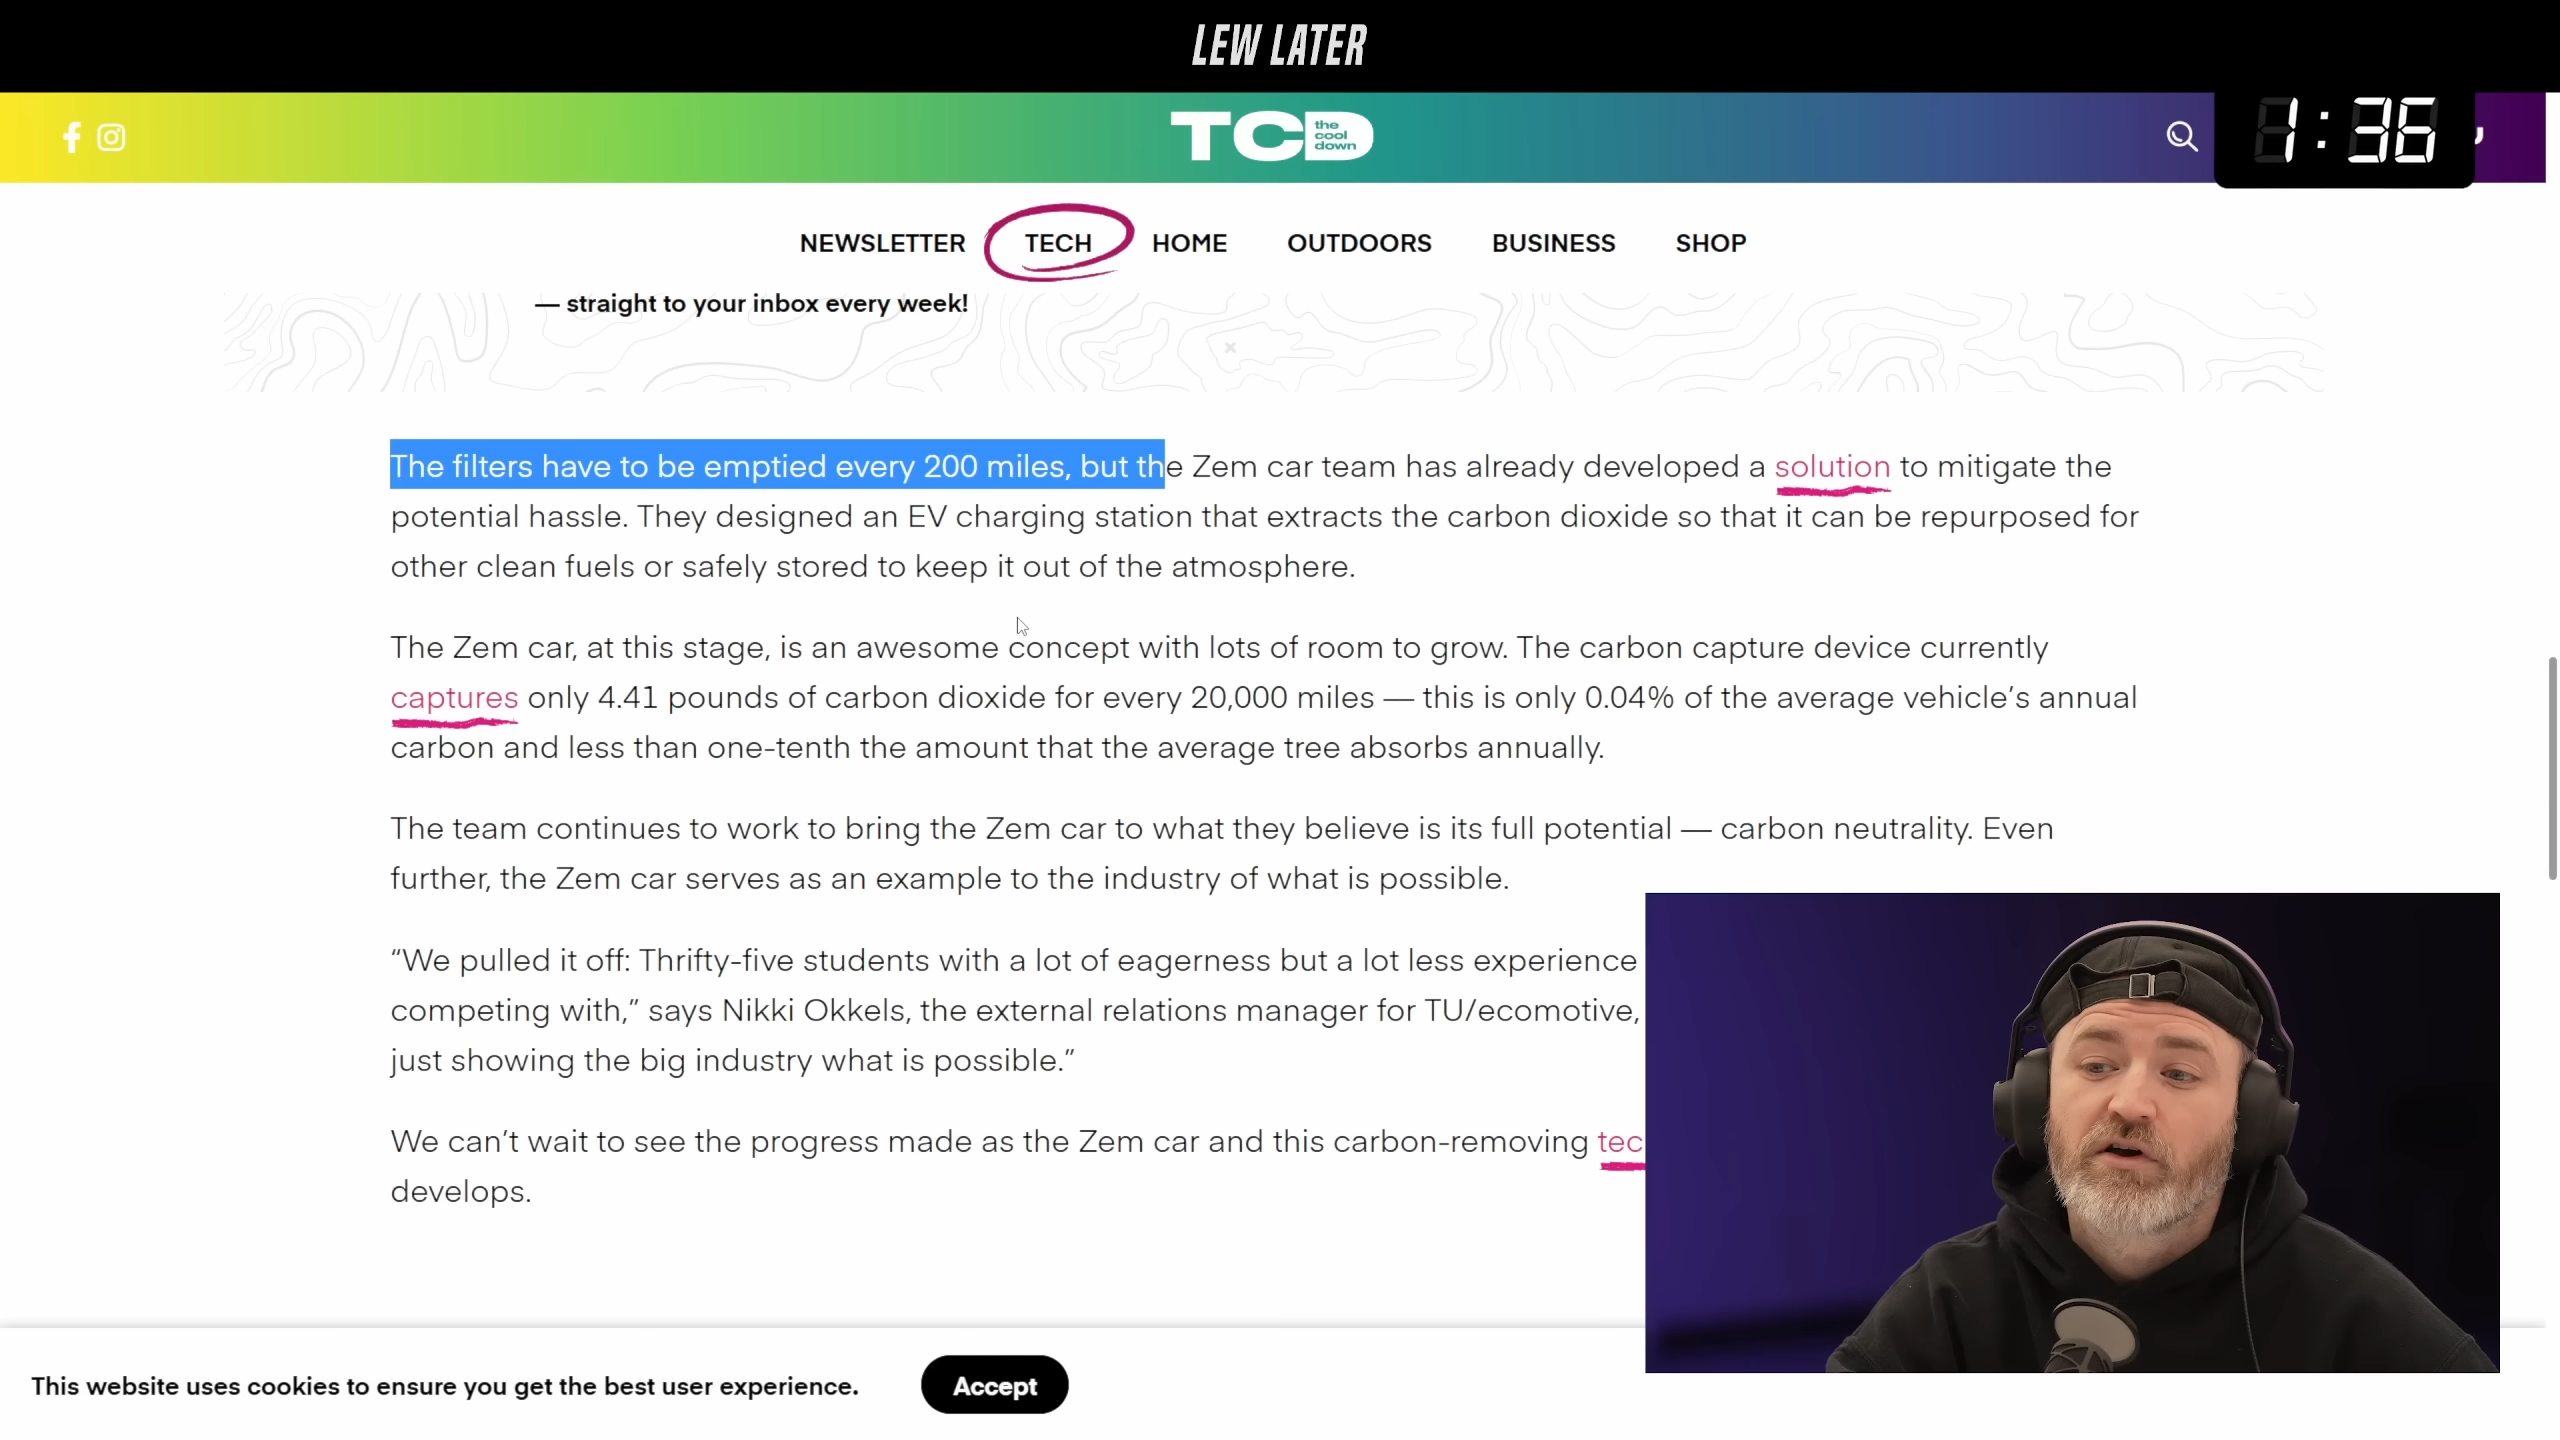 LEW LATER
TCD
the
cool
down
1:36
NEWSLETTER TECH HOME OUTDOORS BUSINESS SHOP
— straight to your inbox every week!
The filters have to be emptied every 200 miles, but the Zem car team has already developed a solution to mitigate the
potential hassle. They designed an EV charging station that extracts the carbon dioxide so that it can be repurposed for
other clean fuels or safely stored to keep it out of the atmosphere.
The Zem car, at this stage, is an awesome concept with lots of room to grow. The carbon capture device currently
captures only 4.41 pounds of carbon dioxide for every 20,000 miles — this is only 0.04% of the average vehicle's annual
carbon and less than one-tenth the amount that the average tree absorbs annually.
The team continues to work to bring the Zem car to what they believe is its full potential — carbon neutrality. Even
further, the Zem car serves as an example to the industry of what is possible.
“We pulled it off: Thrifty-five students with a lot of eagerness but a lot less experience
competing with,” says Nikki Okkels, the external relations manager for TU/ecomotive,
just showing the big industry what is possible.”
We can’t wait to see the progress made as the Zem car and this carbon-removing tec
develops.
This website uses cookies to ensure you get the best user experience. Accept